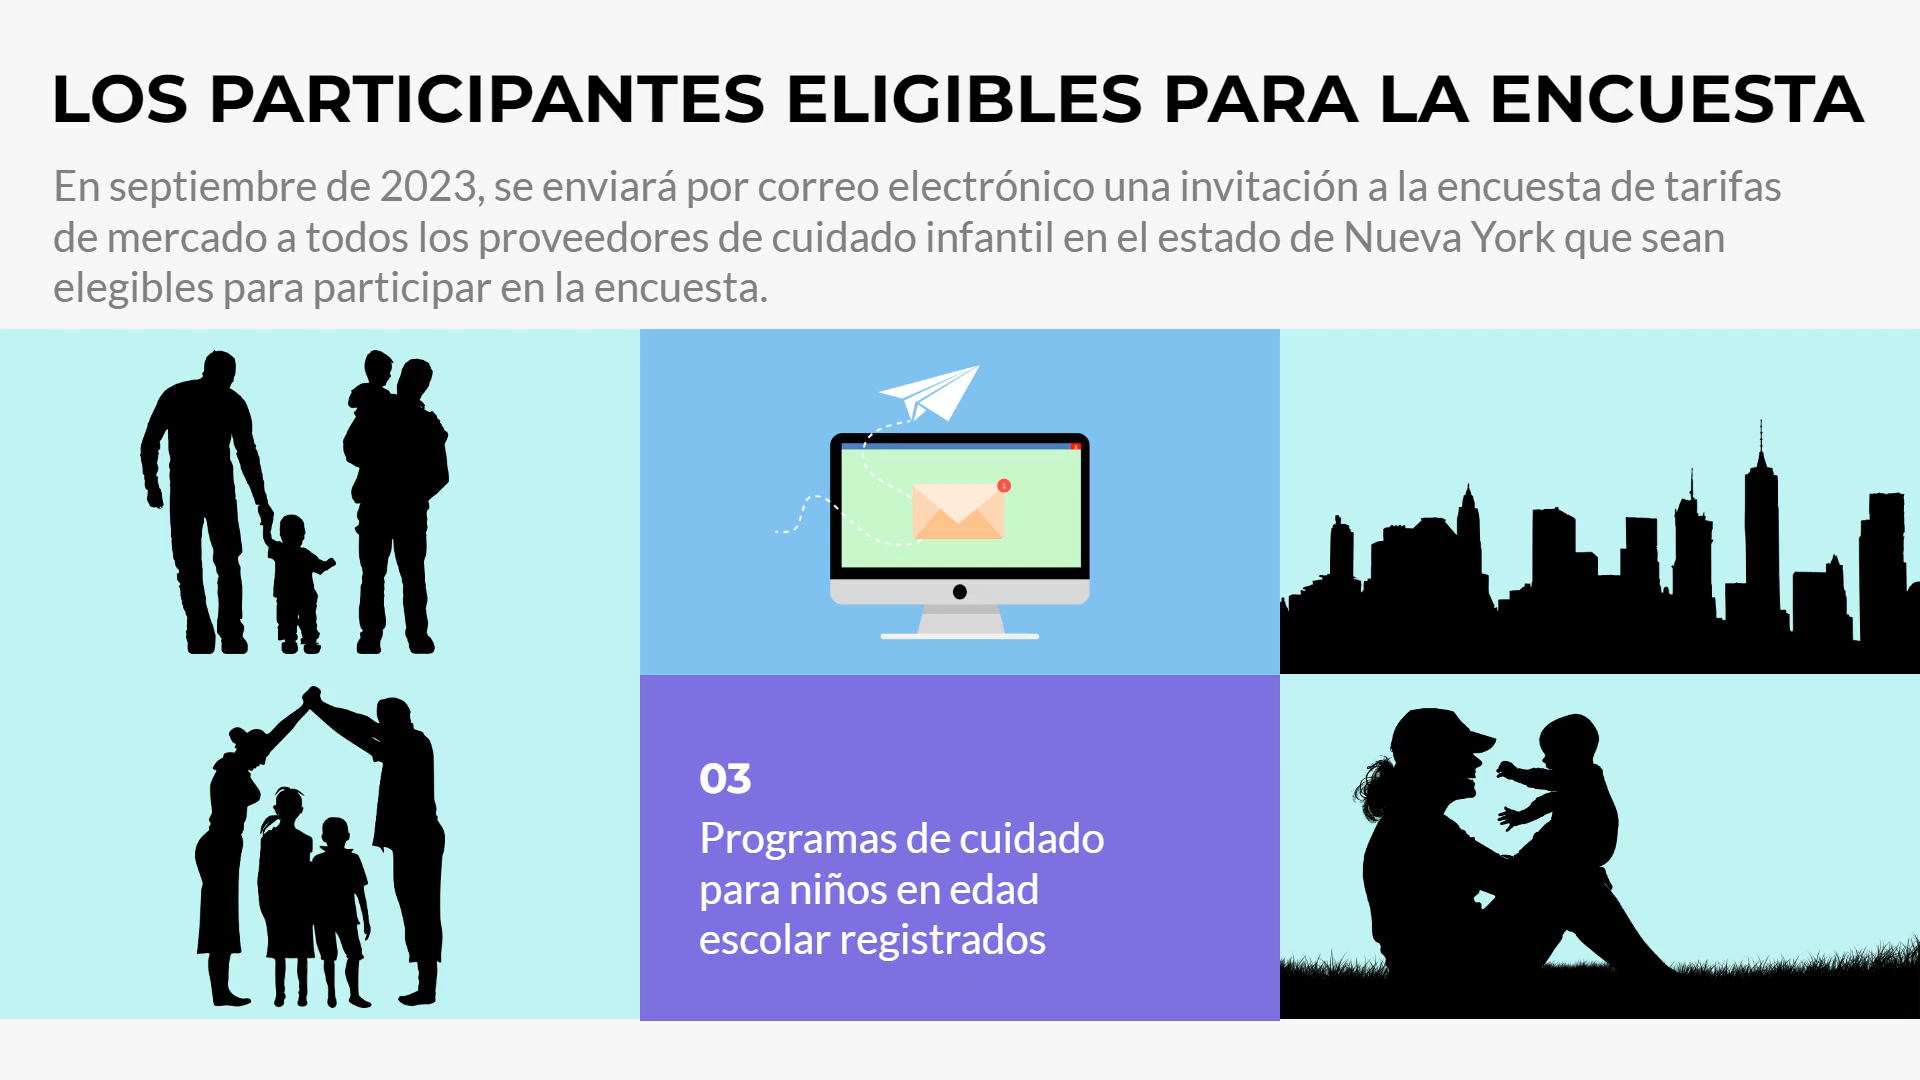 LOS PARTICIPANTES ELIGIBLES PARA LA ENCUESTA
En septiembre de 2023, se enviará por correo electrónico una invitación a la encuesta de tarifas
de mercado a todos los proveedores de cuidado infantil en el estado de Nueva York que sean
elegibles para participar en la encuesta.
1
03
Programas de cuidado
para niños en edad
escolar registrados